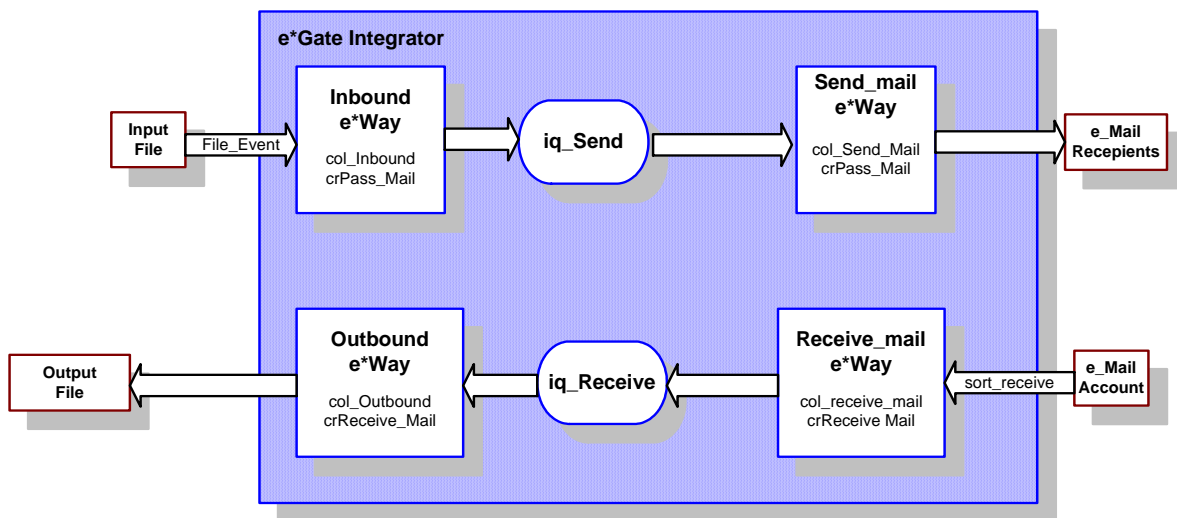 e*Gate Integrator
Input
File
File_Event
Inbound
e*Way
col_Inbound
crPass_Mail
iq_Send
Send_mail
e*Way
col_Send_Mail
crPass_Mail
e_Mail
Recepients
Output
File
Outbound
e*Way
col_Outbound
crReceive_Mail
iq_Receive
Receive_mail
e*Way
col_receive_mail
crReceive Mail
sort_receive
e_Mail
Account